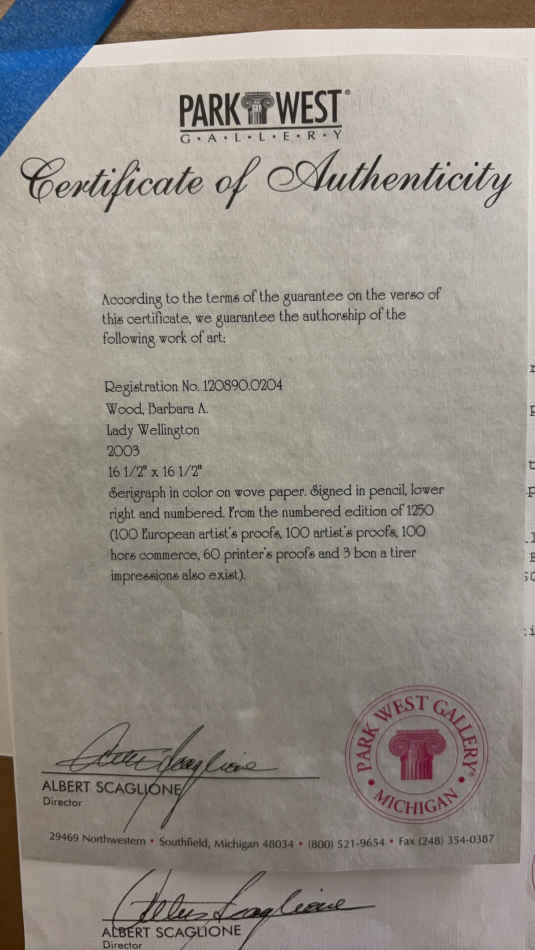 PARK WEST®
G•A•L•L•E•R•Y
Certificate of Authenticity
According to the terms of the guarantee on the verso of
this certificate, we guarantee the authorship of the
following work of art:
Registration No. 120890.0204
Wood, Barbara A.
Lady Wellington
2003
16 1/2" x 16 1/2"
Serigraph in color on wove paper. Signed in pencil, lower
right and numbered. From the numbered edition of 1250
(100 European artist's proofs, 100 artist's proofs, 100
hors commerce, 60 printer's proofs and 3 bon a tirer
impressions also exist).
PARK WEST GALLERY®
• MICHIGAN •
ALBERT SCAGLIONE
Director
29469 Northwestern • Southfield, Michigan 48034 • (800) 521-9654 • Fax (248) 354-0387
ALBERT SCAGLIONE
Director